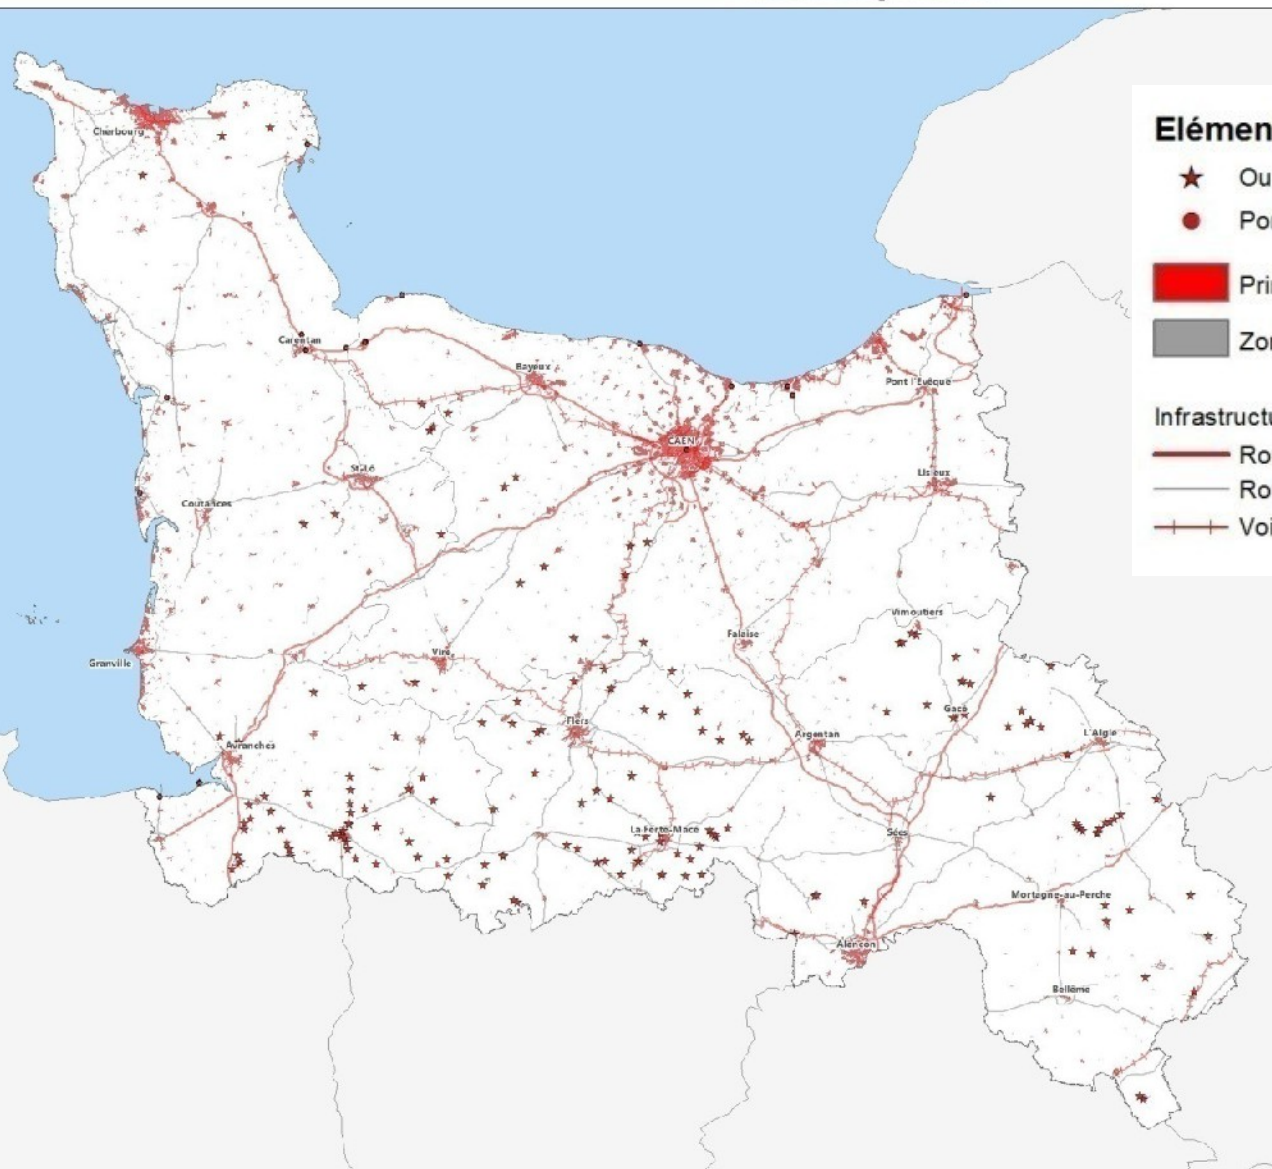 Elémen
Ou
Po
Pri
Zo
Infrastructu
Ro
Ro
Voi
Cherbourg
Carentan
Bayeux
CAEN
Pont l'Evêque
St-Lô
Lisieux
Coutances
Vimoutiers
Falaise
Granville
Vire
Gacé
Flers
Argentan
L'Aigle
Avranches
La Ferté-Macé
Sées
Mortagne-au-Perche
Alençon
Bellême